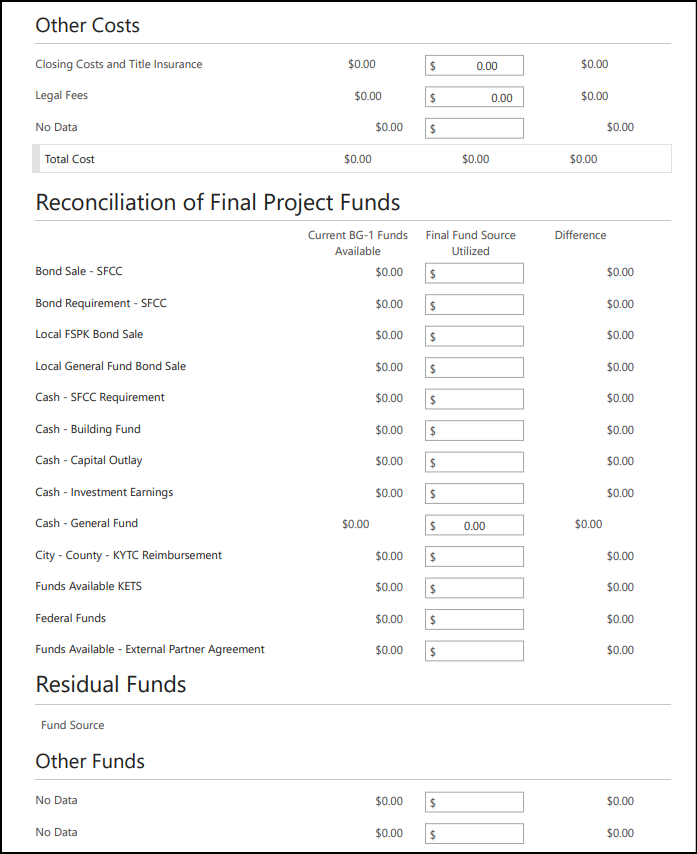 Other Costs
Closing Costs and Title Insurance $0.00 $ 0.00 $0.00
Legal Fees $0.00 $ 0.00 $0.00
No Data $0.00 $ $0.00
Total Cost $0.00 $0.00 $0.00
Reconciliation of Final Project Funds
Current BG-1 Funds Final Fund Source Difference
Available Utilized
Bond Sale - SFCC $0.00 $ $0.00
Bond Requirement - SFCC $0.00 $ $0.00
Local FSPK Bond Sale $0.00 $ $0.00
Local General Fund Bond Sale $0.00 $ $0.00
Cash - SFCC Requirement $0.00 $ $0.00
Cash - Building Fund $0.00 $ $0.00
Cash - Capital Outlay $0.00 $ $0.00
Cash - Investment Earnings $0.00 $ $0.00
Cash - General Fund $0.00 $ 0.00 $0.00
City - County - KYTC Reimbursement $0.00 $ $0.00
Funds Available KETS $0.00 $ $0.00
Federal Funds $0.00 $ $0.00
Funds Available - External Partner Agreement $0.00 $ $0.00
Residual Funds
Fund Source
Other Funds
No Data $0.00 $ $0.00
No Data $0.00 $ $0.00